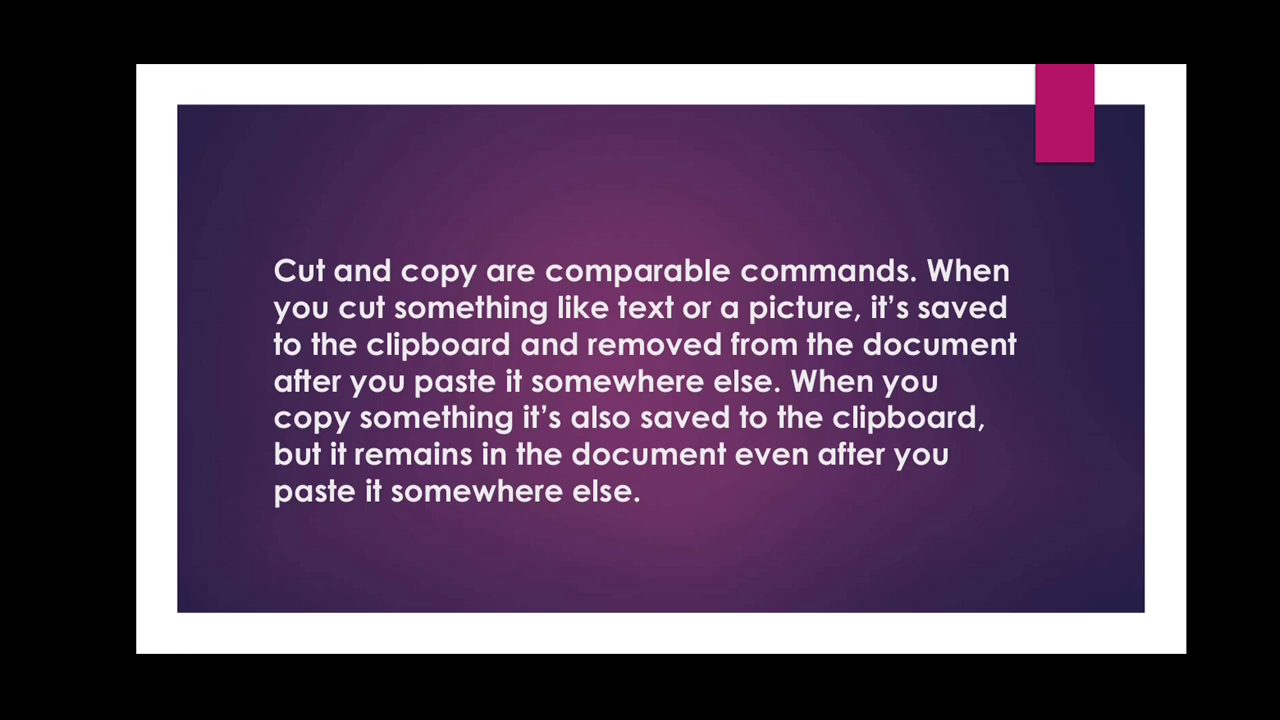 Cut and copy are comparable commands. When
you cut something like text or a picture, it’s saved
to the clipboard and removed from the document
after you paste it somewhere else. When you
copy something it’s also saved to the clipboard,
but it remains in the document even after you
paste it somewhere else.